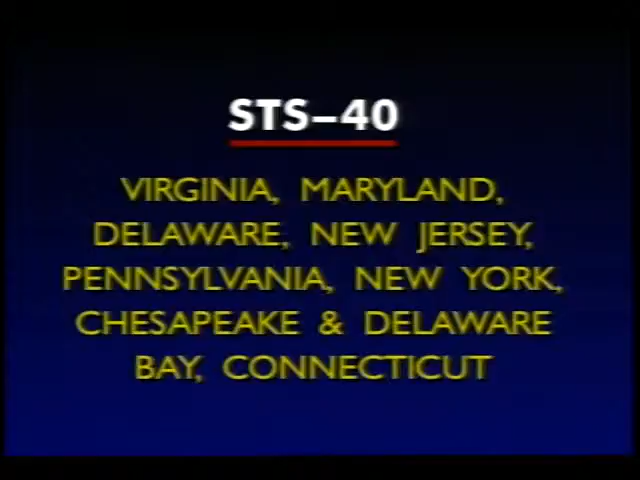 STS-40
VIRGINIA, MARYLAND,
DELAWARE, NEW JERSEY,
PENNSYLVANIA, NEW YORK,
CHESAPEAKE & DELAWARE
BAY, CONNECTICUT